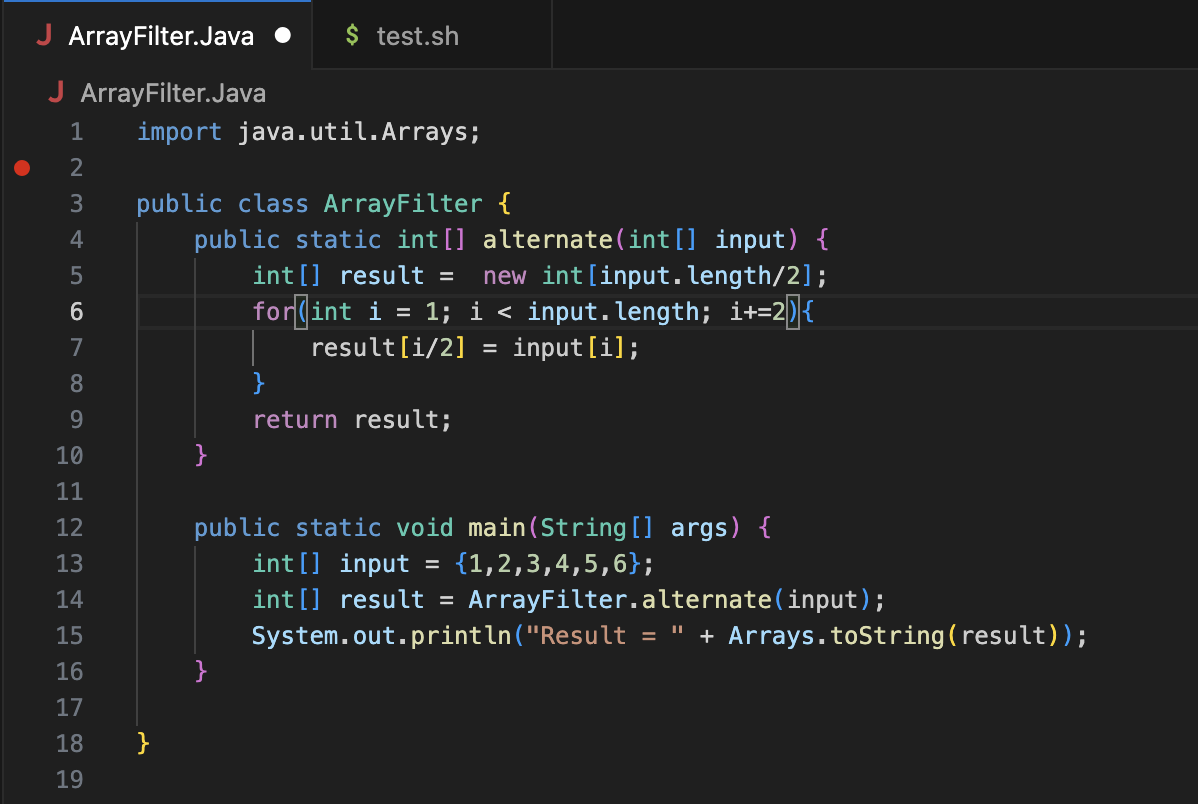 J ArrayFilter.Java
$ test.sh
J ArrayFilter.Java
1 import java.util.Arrays;
2
3 public class ArrayFilter {
4     public static int[] alternate(int[] input) {
5         int[] result =  new int[input.length/2];
6         for(int i = 1; i < input.length; i+=2){
7             result[i/2] = input[i];
8         }
9         return result;
10     }
11
12     public static void main(String[] args) {
13         int[] input = {1,2,3,4,5,6};
14         int[] result = ArrayFilter.alternate(input);
15         System.out.println("Result = " + Arrays.toString(result));
16     }
17
18 }
19